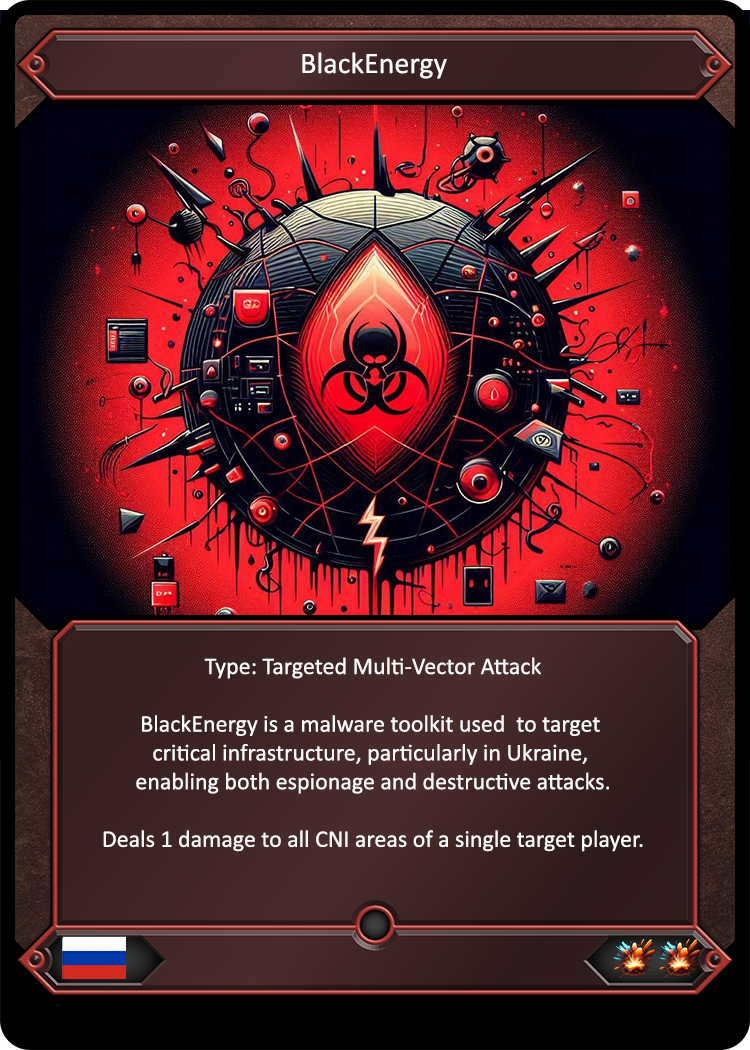 BlackEnergy
Type: Targeted Multi-Vector Attack
BlackEnergy is a malware toolkit used  to target
critical infrastructure, particularly in Ukraine,
enabling both espionage and destructive attacks.
Deals 1 damage to all CNI areas of a single target player.